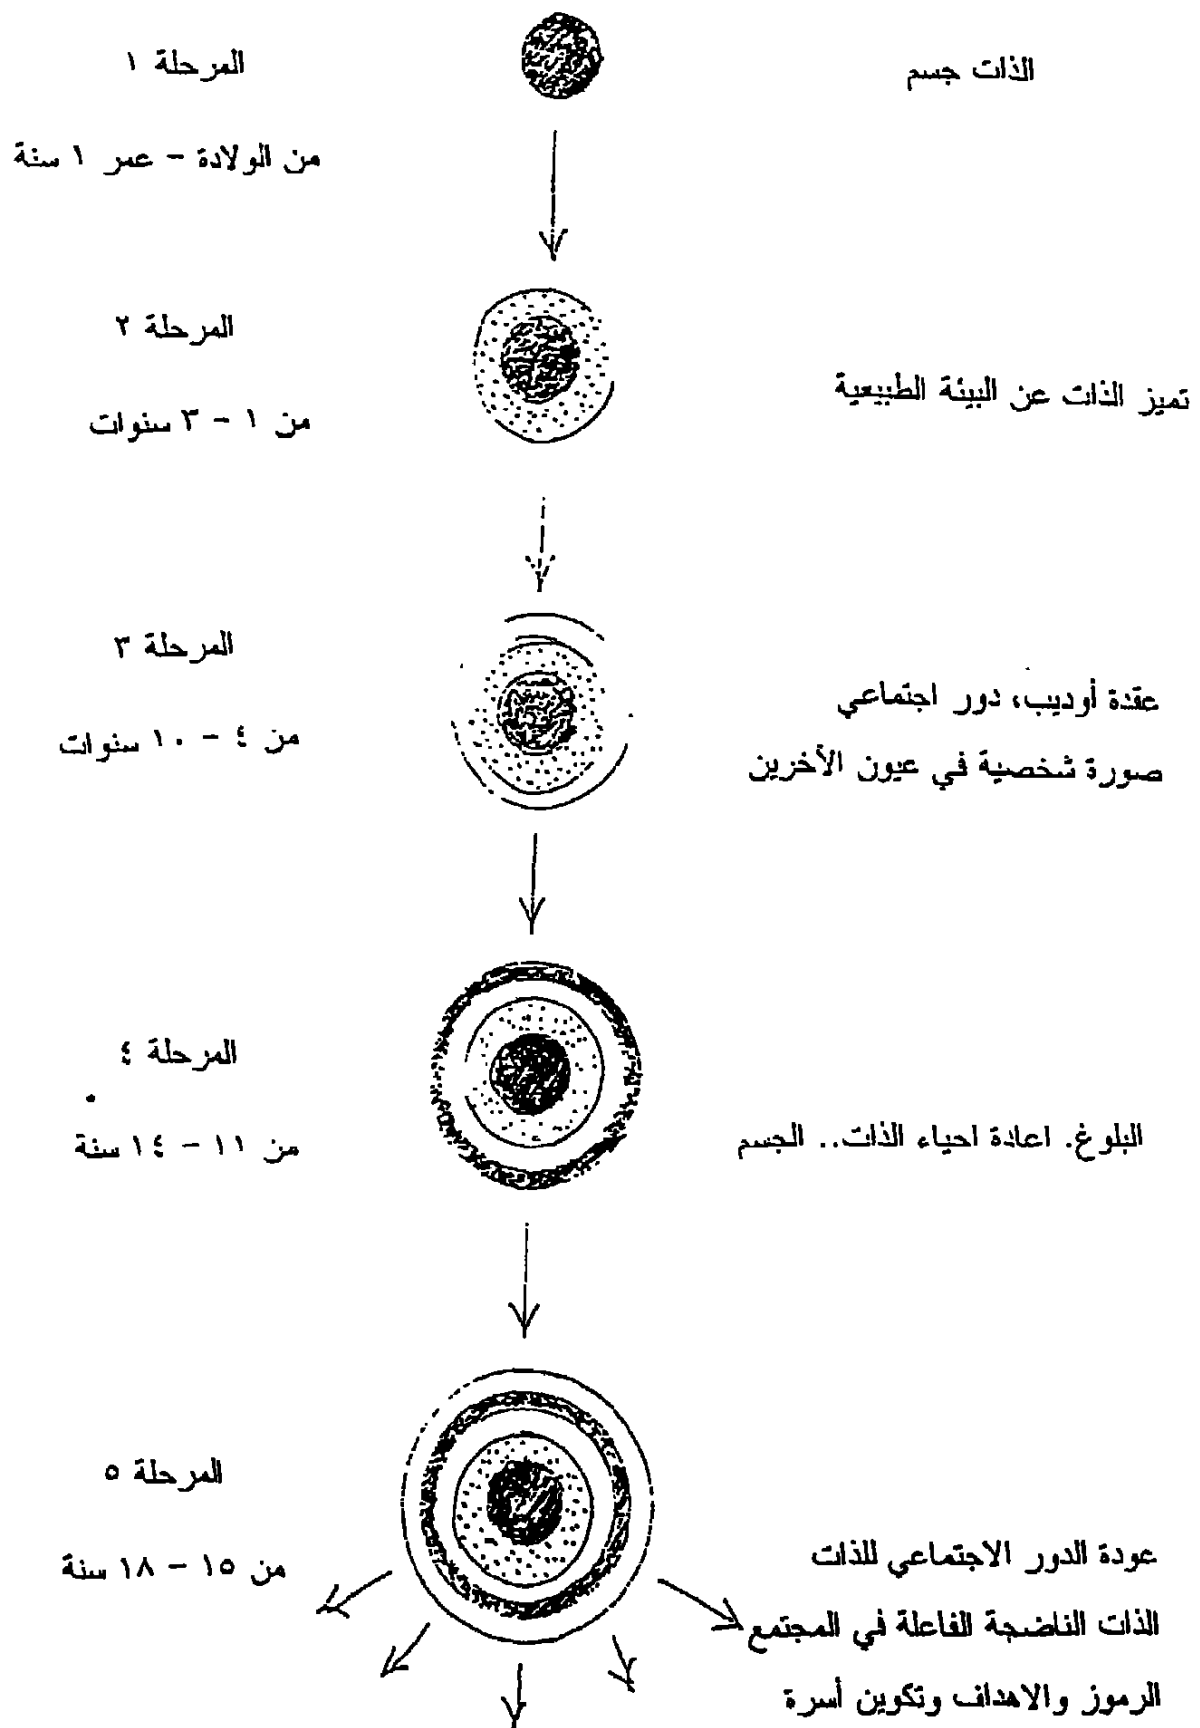 الذات جسم
المرحلة ١
من الولادة - عمر ١ سنة
المرحلة ٢
تميز الذات عن البيئة الطبيعية
من ١ - ٣ سنوات
المرحلة ٣
عقدة أوديب، دور اجتماعي
من ٤ - ١٠ سنوات
صورة شخصية في عيون الأخرين
المرحلة ٤
البلوغ. اعادة احياء الذات.. الجسم
من ١١ - ١٤ سنة
المرحلة ٥
عودة الدور الاجتماعي للذات
من ١٥ - ١٨ سنة
الذات الناضجة الفاعلة في المجتمع
الرموز والاهداف وتكوين أسرة